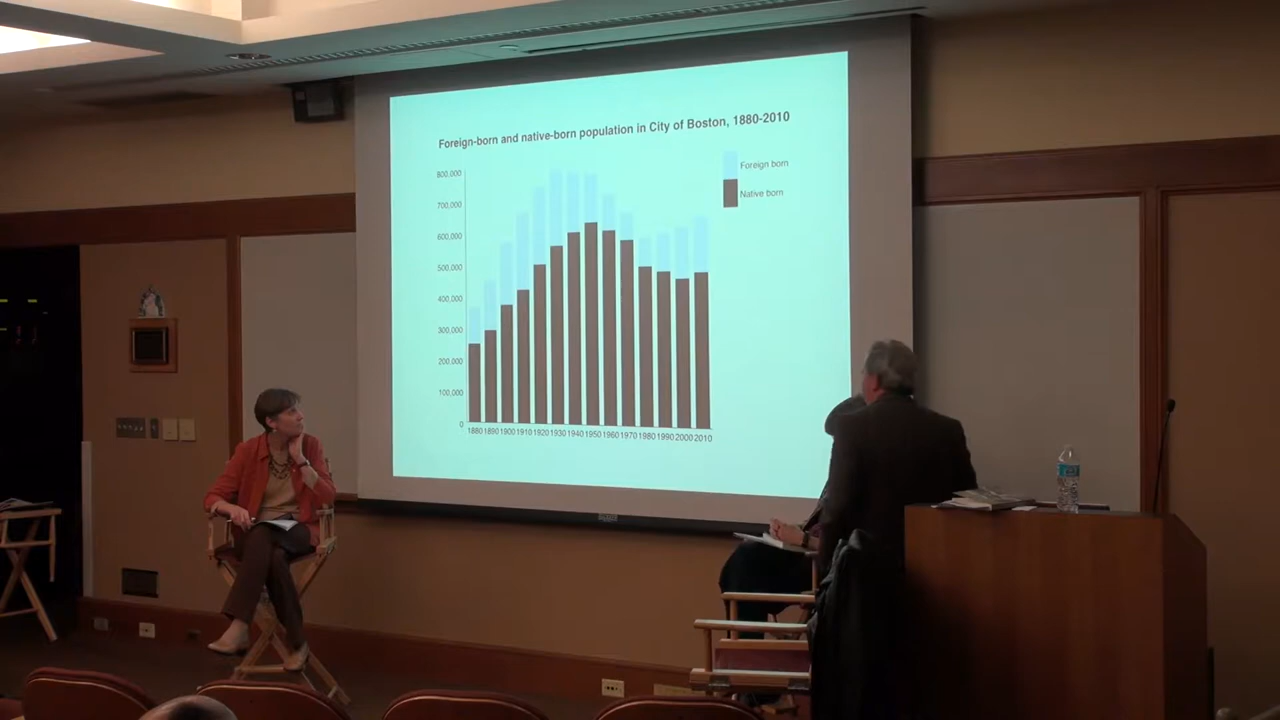 Foreign-born and native-born population in City of Boston, 1880-2010
Foreign born
Native born
800,000
700,000
600,000
500,000
400,000
300,000
200,000
100,000
0
1880 1890 1900 1910 1920 1930 1940 1950 1960 1970 1980 1990 2000 2010